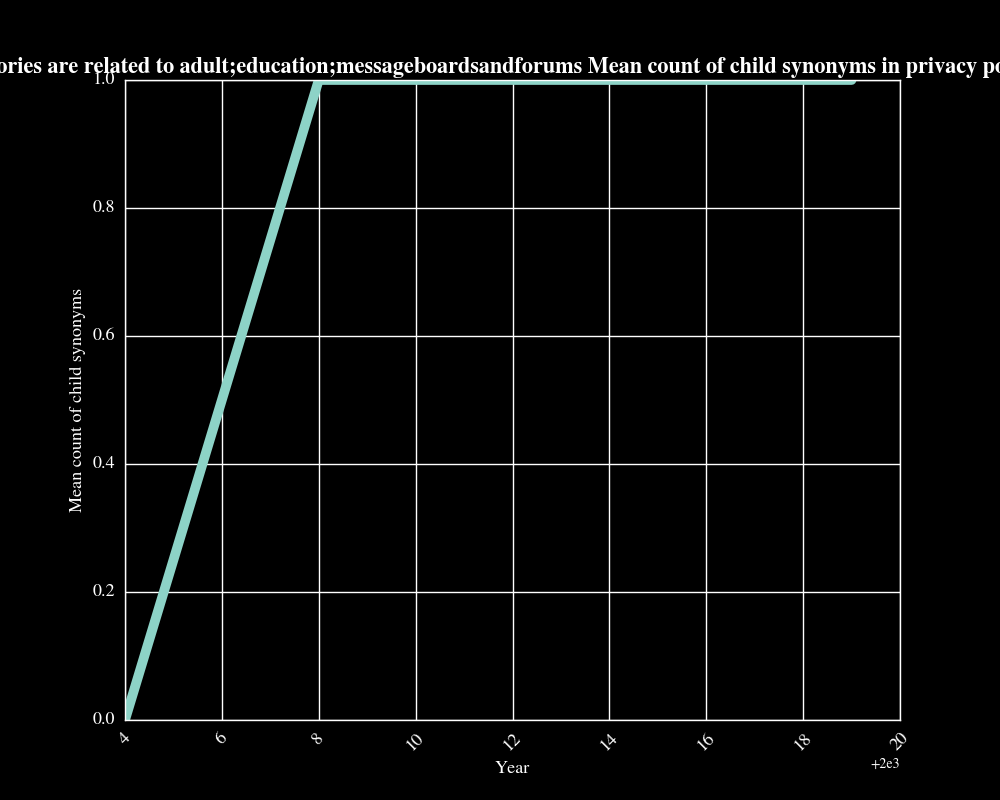 ories are related to adult;education;messageboardsandforums Mean count of child synonyms in privacy po
1.0
0.8
0.6
0.4
0.2
0.0
Mean count of child synonyms
4 6 8 10 12 14 16 18 20
+2e3
Year